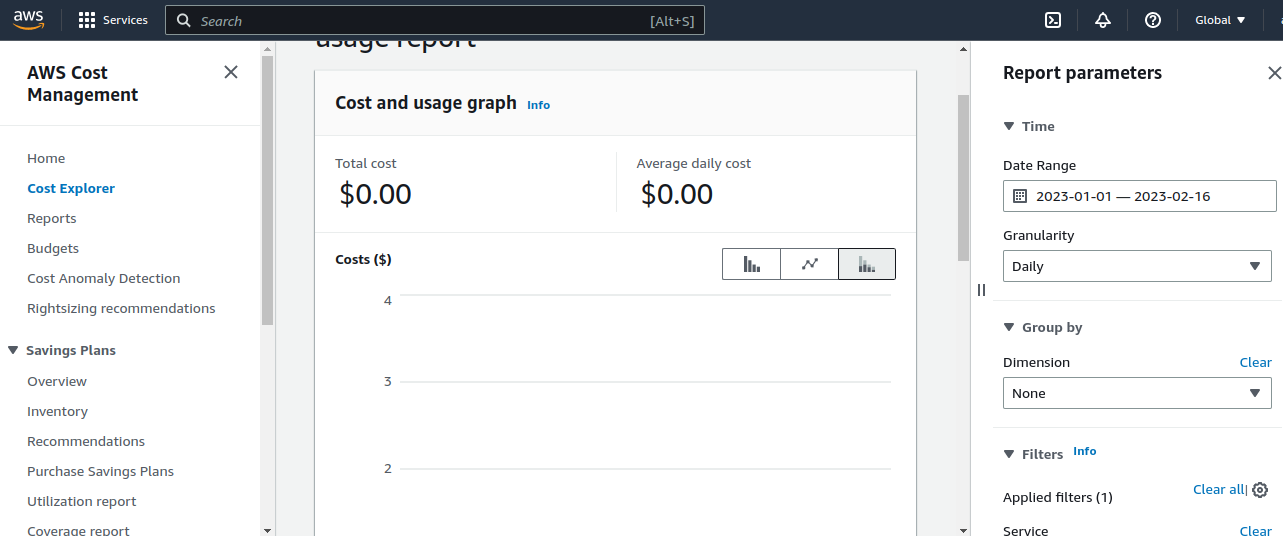 aws
Services
Search
[Alt+S]
Global
AWS Cost
Management
Home
Cost Explorer
Reports
Budgets
Cost Anomaly Detection
Rightsizing recommendations
Savings Plans
Overview
Inventory
Recommendations
Purchase Savings Plans
Utilization report
Coverage report
usage report
Cost and usage graph Info
Total cost
$0.00
Average daily cost
$0.00
Costs ($)
4
3
2
Report parameters
Time
Date Range
2023-01-01 — 2023-02-16
Granularity
Daily
Group by
Dimension Clear
None
Filters Info
Applied filters (1) Clear all|
Service Clear